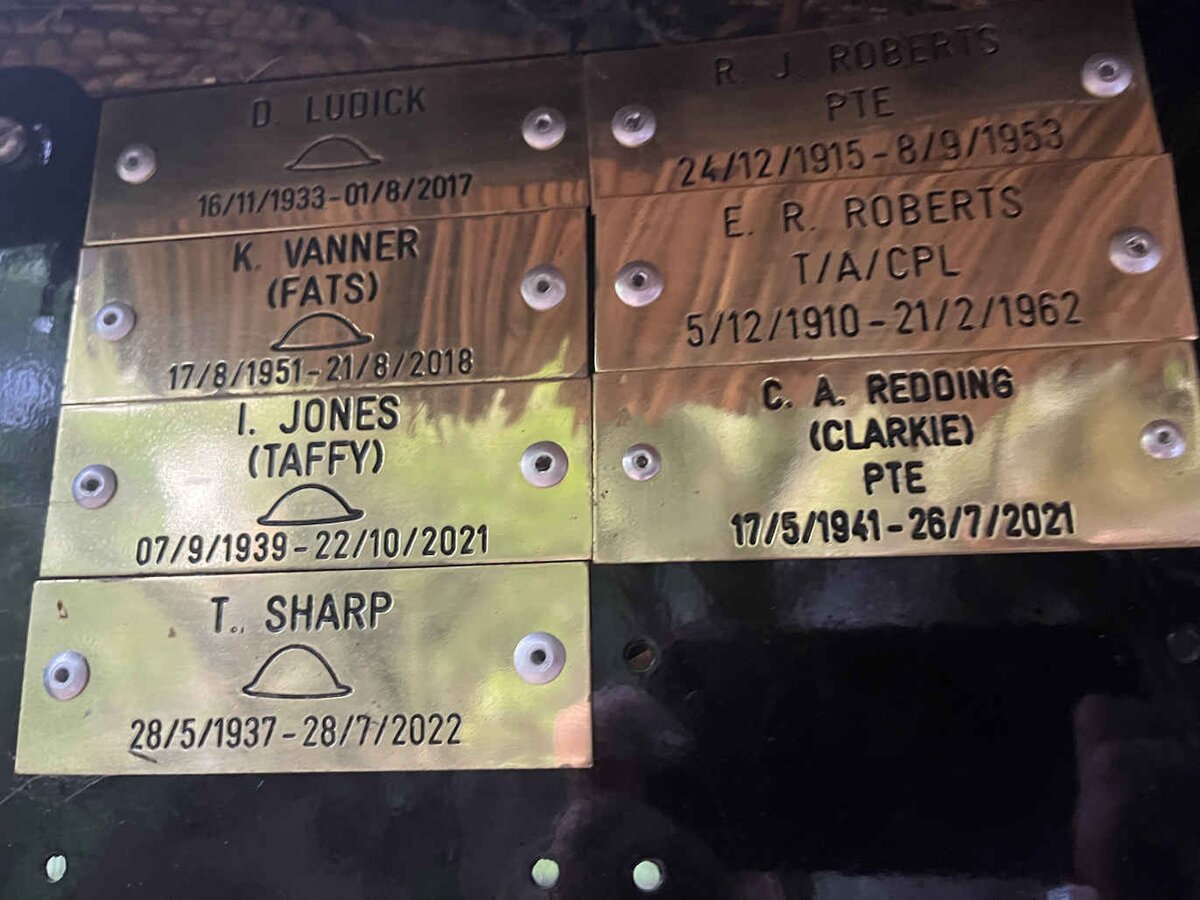 D. LUDICK
16/11/1933-01/8/2017
K. VANNER
(FATS)
17/8/1951-21/8/2018
I. JONES
(TAFFY)
07/9/1939-22/10/2021
T. SHARP
28/5/1937-28/7/2022
R. J ROBERTS
PTE
24/12/1915-8/9/1953
E. R. ROBERTS
T/A/CPL
5/12/1910-21/2/1962
C. A. REDDING
(CLARKIE)
PTE
17/5/1941-26/7/2021